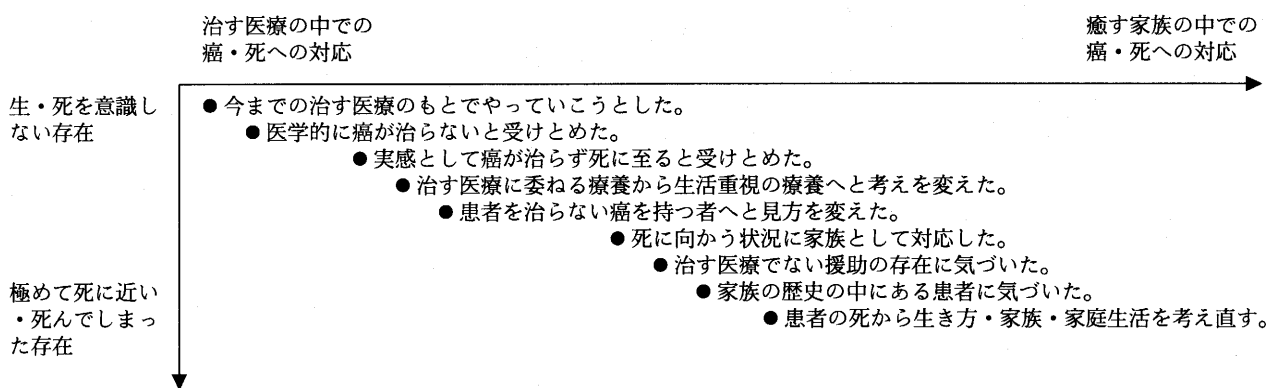 治す医療の中での
癌・死への対応
癒す家族の中での
癌・死への対応
生・死を意識し
ない存在
●今までの治す医療のもとでやっていこうとした。
●医学的に癌が治らないと受けとめた。
●実感として癌が治らず死に至ると受けとめた。
●治す医療に委ねる療養から生活重視の療養へと考えを変えた。
●患者を治らない癌を持つ者へと見方を変えた。
●死に向かう状況に家族として対応した。
●治す医療でない援助の存在に気づいた。
●家族の歴史の中にある患者に気づいた。
●患者の死から生き方・家族・家庭生活を考え直す。
極めて死に近い
・死んでしまっ
た存在